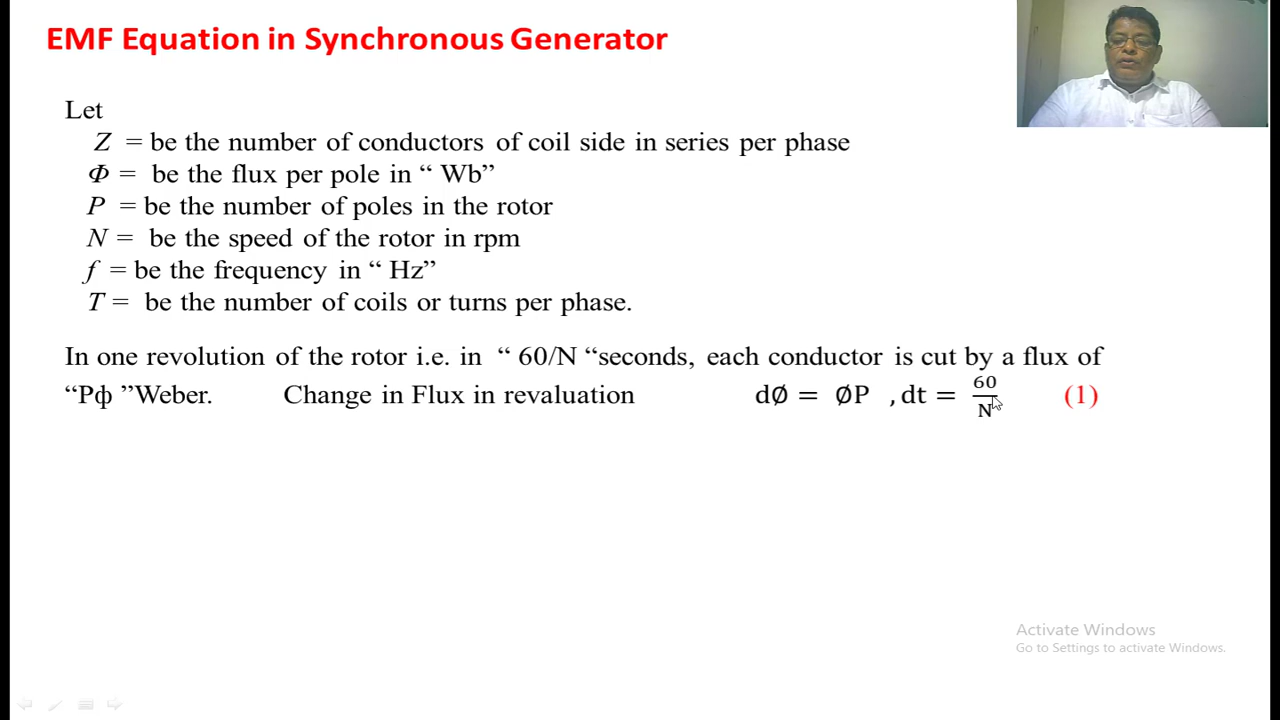 EMF Equation in Synchronous Generator
Let
Z = be the number of conductors of coil side in series per phase
Φ = be the flux per pole in “ Wb”
P = be the number of poles in the rotor
N = be the speed of the rotor in rpm
f = be the frequency in “ Hz”
T = be the number of coils or turns per phase.
In one revolution of the rotor i.e. in “ 60/N “seconds, each conductor is cut by a flux of
“Pф ”Weber. Change in Flux in revaluation d∅ = ∅P , dt = 60/N (1)
Activate Windows
Go to Settings to activate Windows.